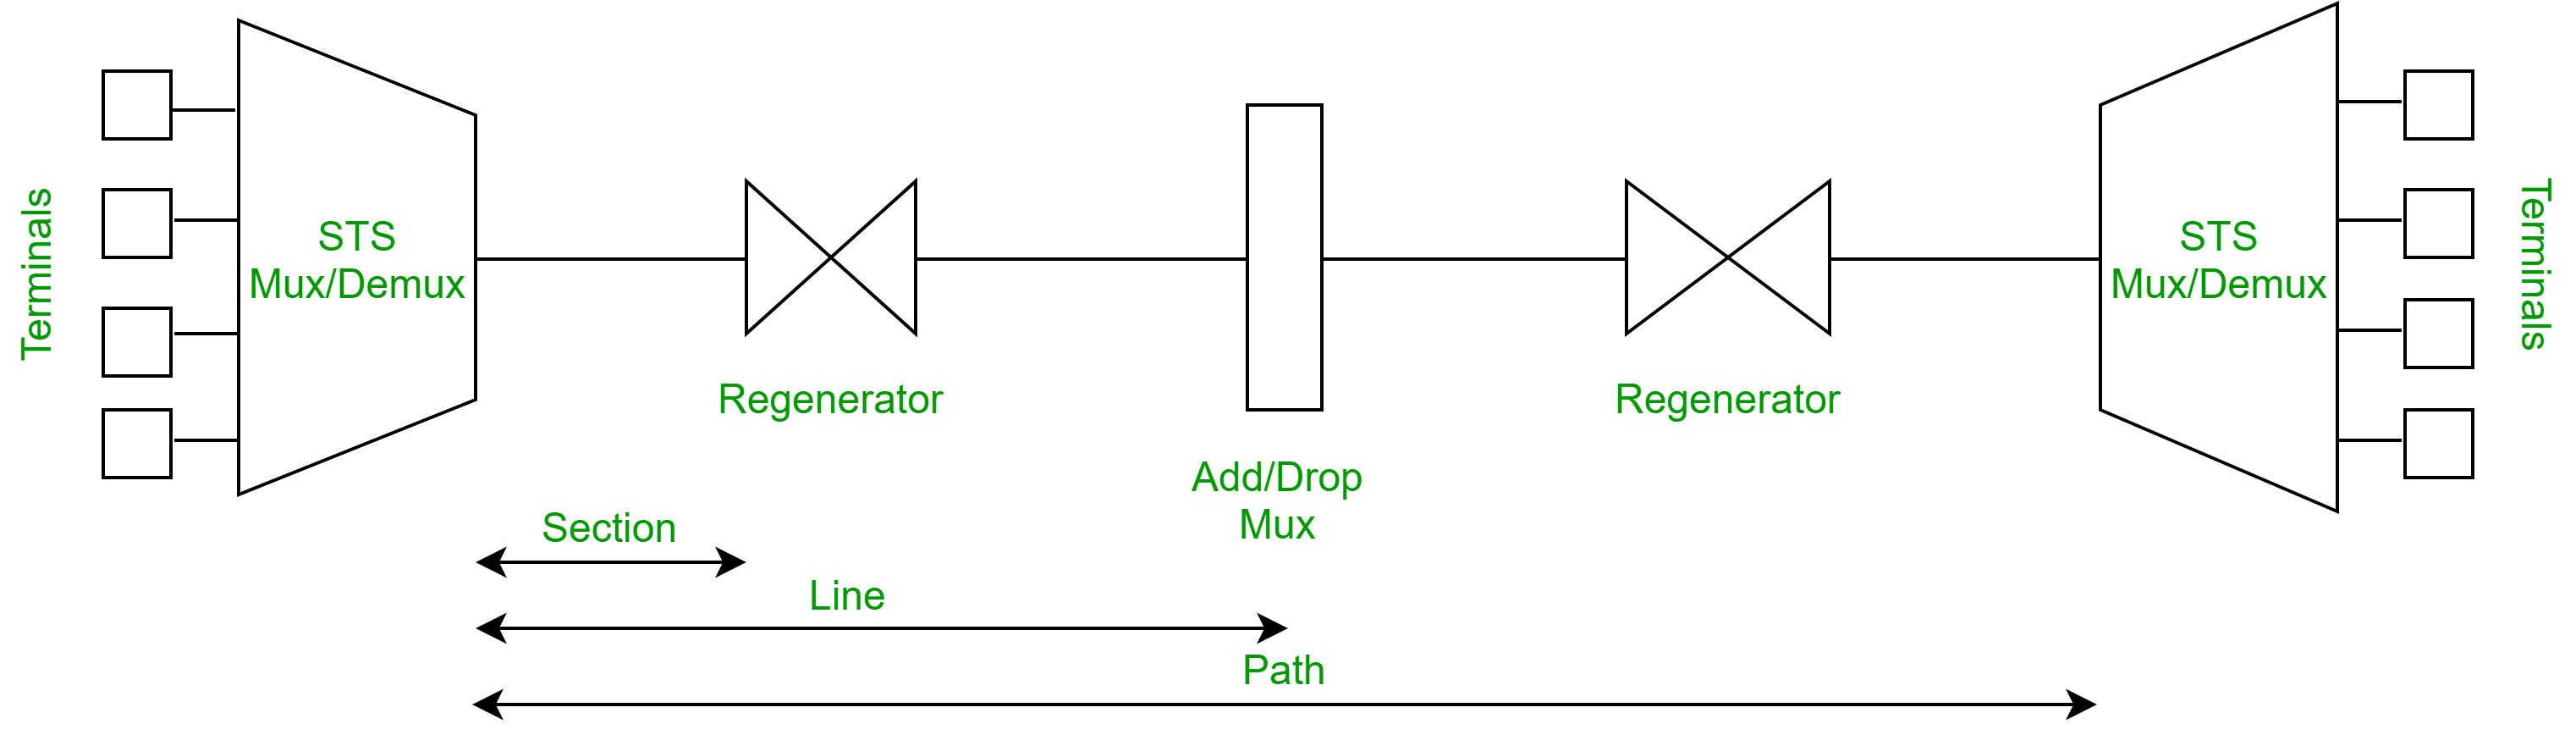 Terminals
STS
Mux/Demux
Regenerator
Add/Drop
Mux
Regenerator
STS
Mux/Demux
Terminals
Section
Line
Path